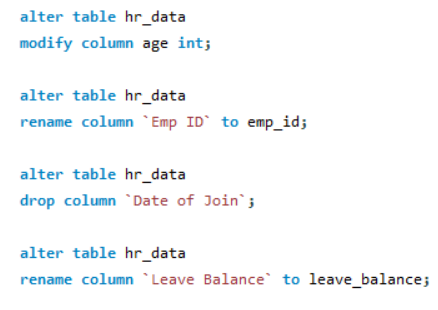 alter table hr_data
modify column age int;
alter table hr_data
rename column `Emp ID` to emp_id;
alter table hr_data
drop column `Date of Join`;
alter table hr_data
rename column `Leave Balance` to leave_balance;